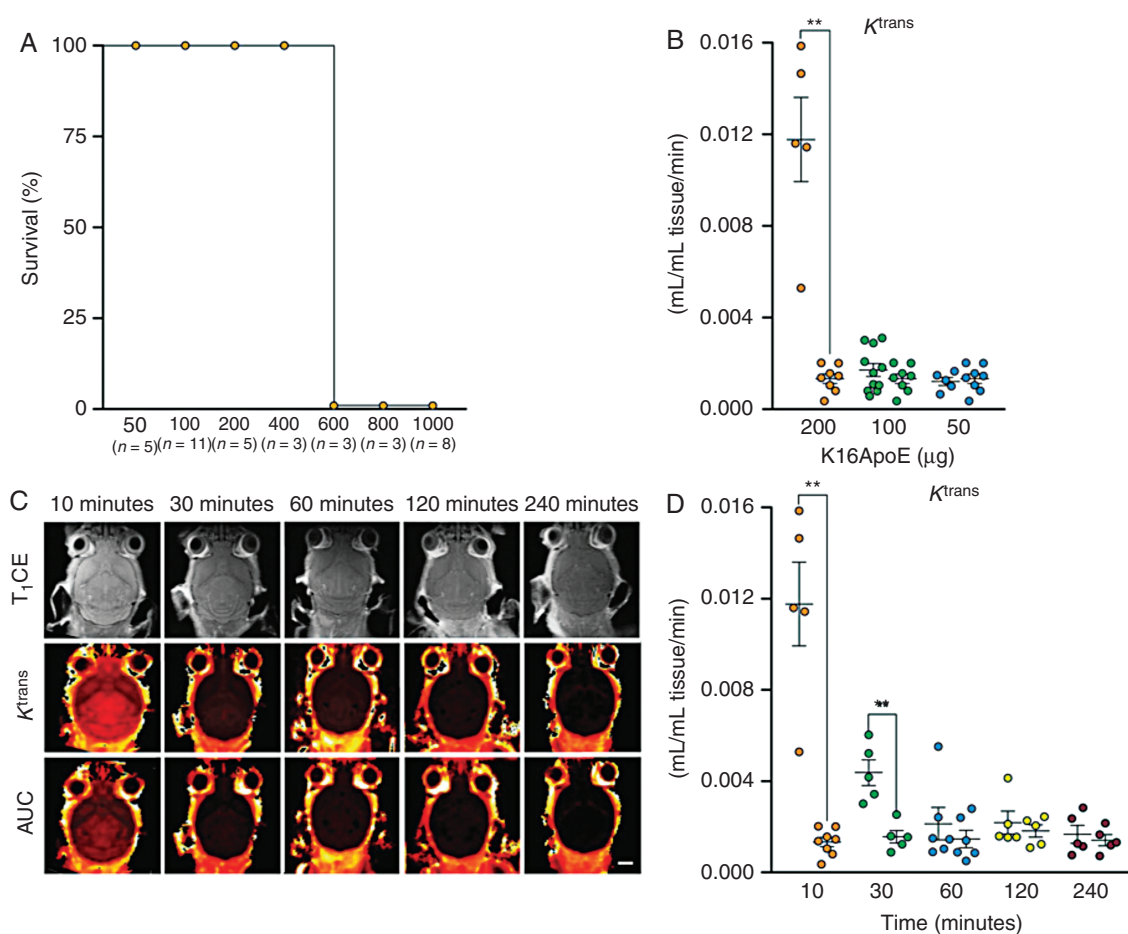 A
100
75
50
25
0
Survival (%)
50 100 200 400 600 800 1000
(n = 5) (n = 11) (n = 5) (n = 3) (n = 3) (n = 3) (n = 8)
B
Ktrans
**
0.016
0.012
0.008
0.004
0.000
(mL/mL tissue/min)
200 100 50
K16ApoE (µg)
C
10 minutes 30 minutes 60 minutes 120 minutes 240 minutes
T1CE
Ktrans
AUC
D
Ktrans
**
**
0.016
0.012
0.008
0.004
0.000
(mL/mL tissue/min)
10 30 60 120 240
Time (minutes)